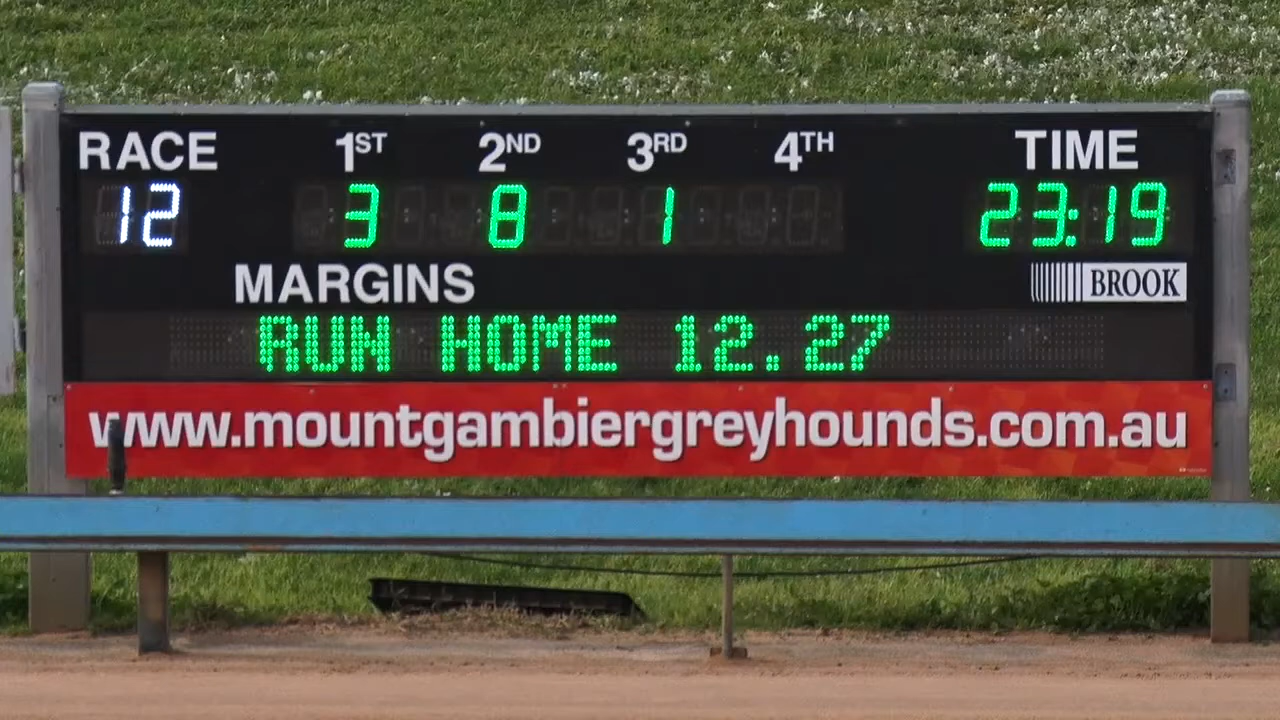 RACE 1ST 2ND 3RD 4TH TIME
12 3 8 1 23:19
MARGINS BROOK
RUN HOME 12.27
www.mountgambiergreyhounds.com.au